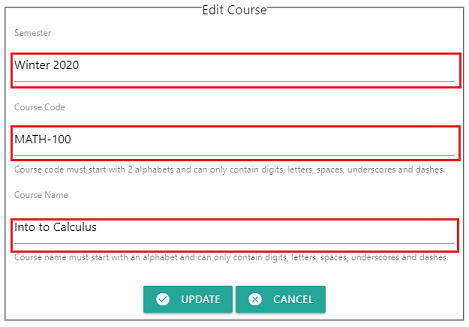 Edit Course
Semester
Winter 2020
Course Code
MATH-100
Course code must start with 2 alphabets and can only contain digits, letters, spaces, underscores and dashes.
Course Name
Into to Calculus
Course name must start with an alphabet and can only contain digits, letters, spaces, underscores and dashes.
UPDATE CANCEL